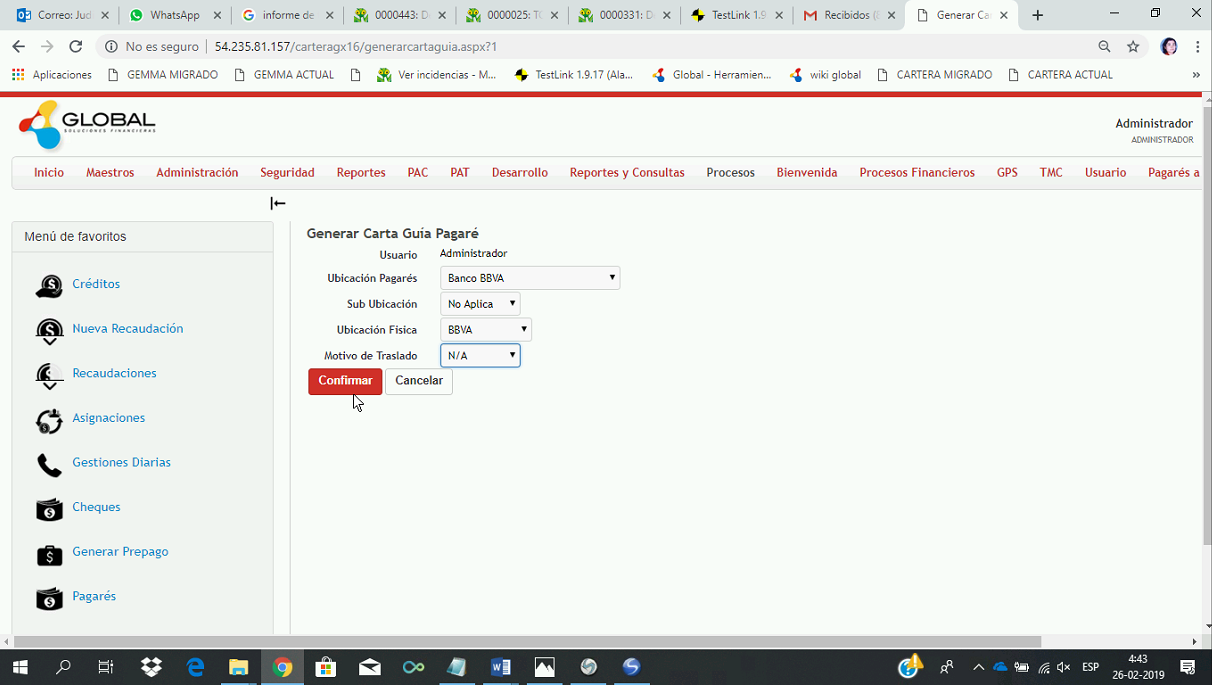 Correo: Jud
WhatsApp
informe de
0000443: D
0000025: TO
0000331: D
TestLink 1.9
Recibidos (
Generar Ca
No es seguro | 54.235.81.157/carteragx16/generarcartaguia.aspx?1
Aplicaciones
GEMMA MIGRADO
GEMMA ACTUAL
Ver incidencias - M...
TestLink 1.9.17 (Ala...
Global - Herramien...
wiki global
CARTERA MIGRADO
CARTERA ACTUAL
»
GLOBAL
SOLUCIONES FINANCIERAS
Administrador
ADMINISTRADOR
Inicio Maestros Administración Seguridad Reportes PAC PAT Desarrollo Reportes y Consultas Procesos Bienvenida Procesos Financieros GPS TMC Usuario Pagarés a
Menú de favoritos
Créditos
Nueva Recaudación
Recaudaciones
Asignaciones
Gestiones Diarias
Cheques
Generar Prepago
Pagarés
Generar Carta Guía Pagaré
Usuario Administrador
Ubicación Pagarés Banco BBVA
Sub Ubicación No Aplica
Ubicación Fisica BBVA
Motivo de Traslado N/A
Confirmar Cancelar
ESP
4:43
26-02-2019